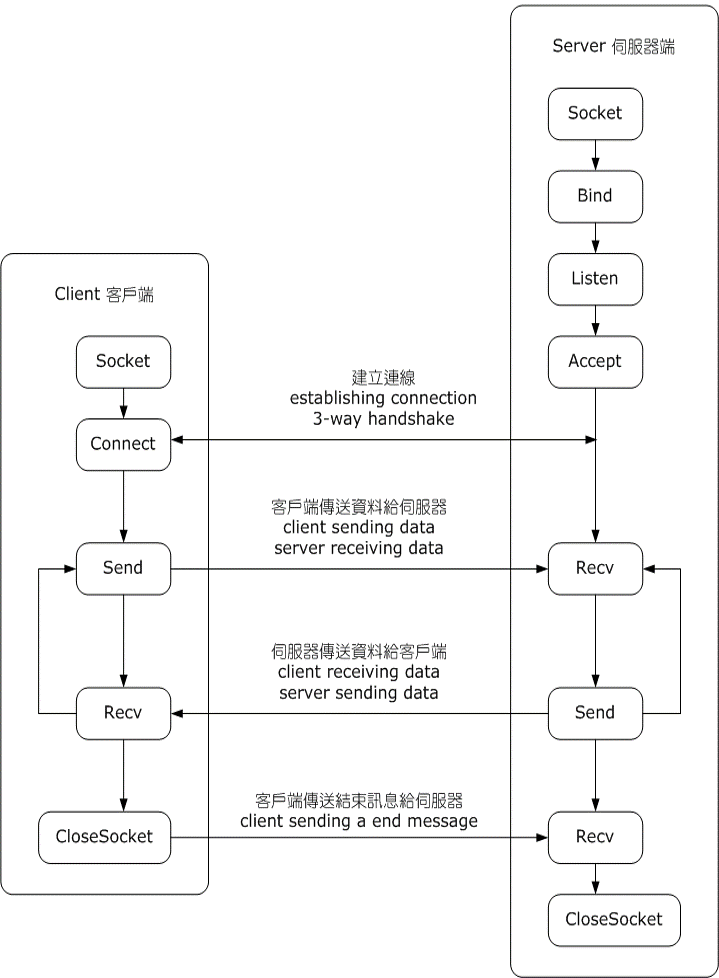 Server 伺服器端
Socket
Bind
Listen
Accept
Client 客戶端
Socket
Connect
建立連線
establishing connection
3-way handshake
客戶端傳送資料給伺服器
client sending data
server receiving data
Send
Recv
伺服器傳送資料給客戶端
client receiving data
server sending data
Recv
Send
客戶端傳送結束訊息給伺服器
client sending a end message
CloseSocket
Recv
CloseSocket